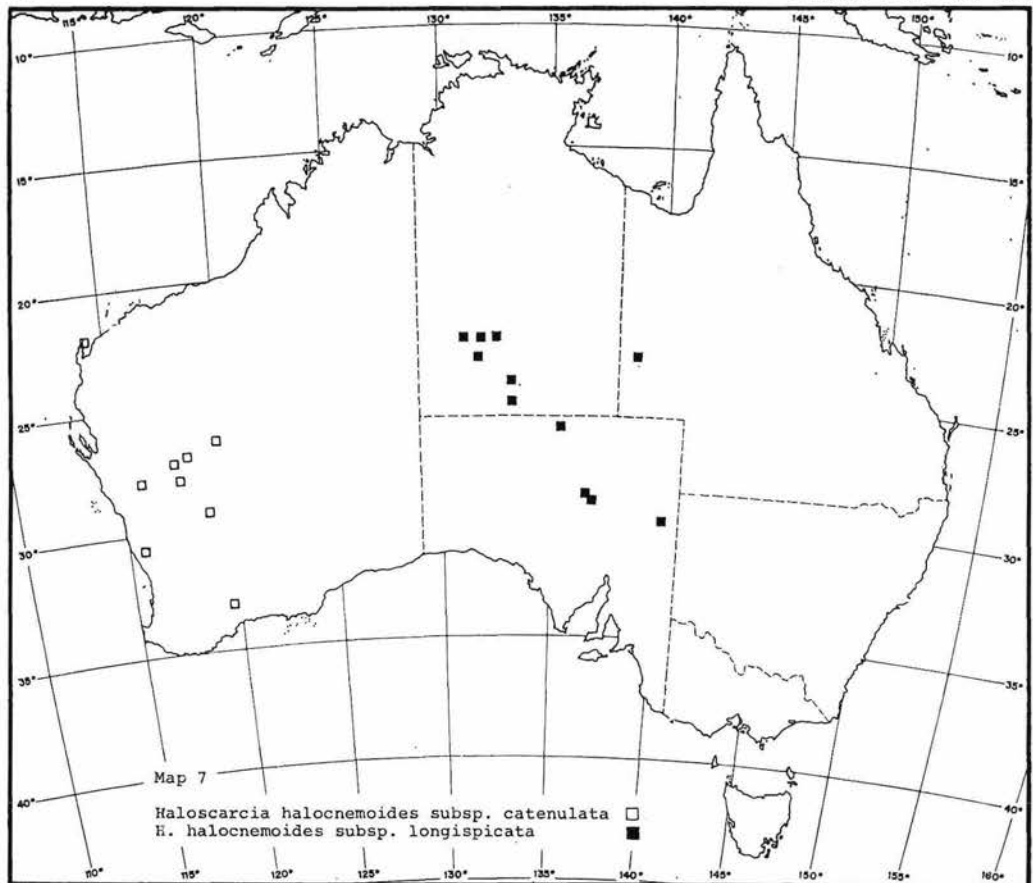 115° 120° 125° 130° 135° 140° 145° 150°
10° 10°
15° 15°
20° 20°
25° 25°
30° 30°
35° 35°
40° 40°
Map 7
Haloscarcia halocnemoides subsp. catenulata
H. halocnemoides subsp. longispicata
110° 115° 120° 125° 130° 135° 140° 145° 150° 155° 160°